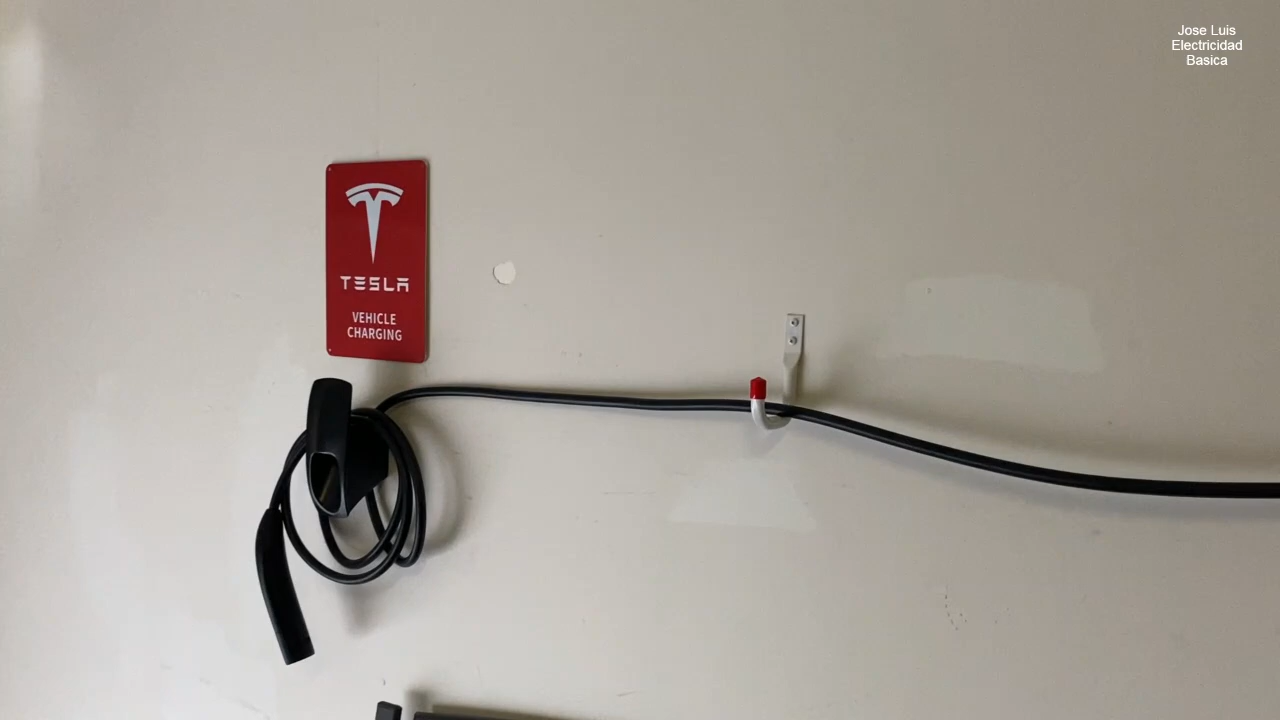 Jose Luis
Electricidad
Basica
TESLA
VEHICLE
CHARGING